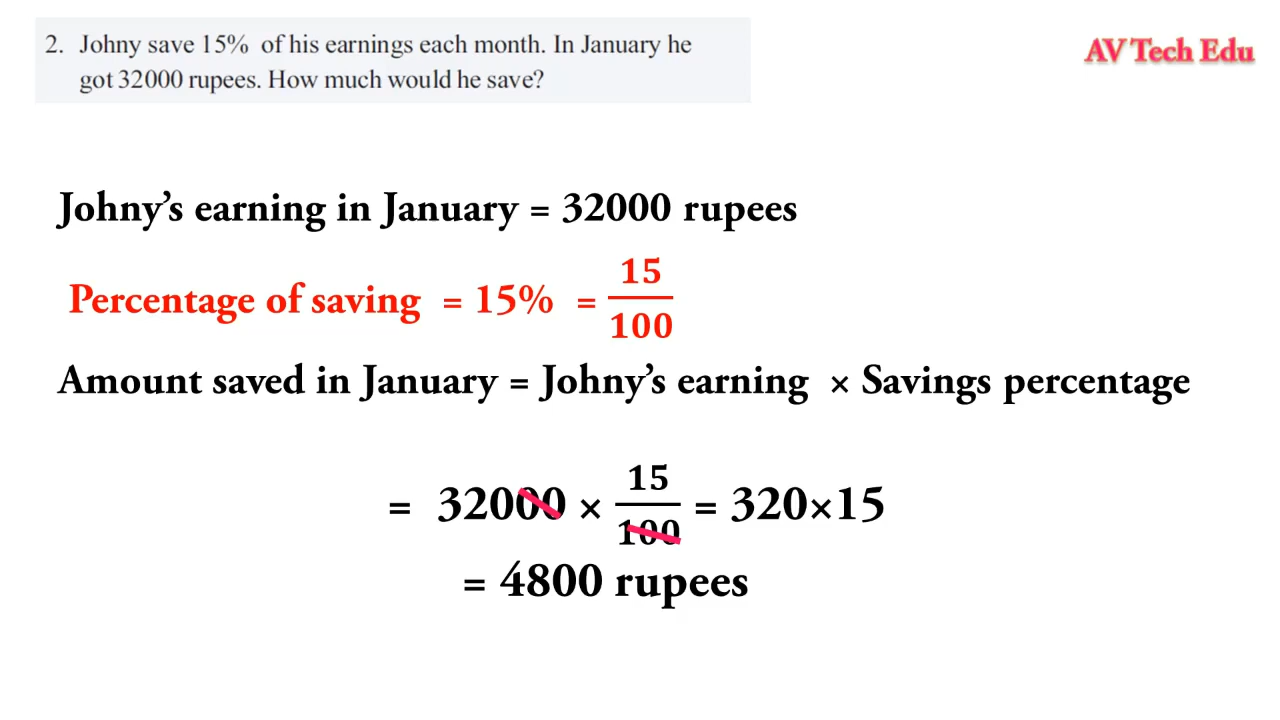 2. Johny save 15% of his earnings each month. In January he
got 32000 rupees. How much would he save?
AV Tech Edu
Johny's earning in January = 32000 rupees
Percentage of saving = 15% = 15/100
Amount saved in January = Johny's earning × Savings percentage
= 32000 × 15/100 = 320×15
= 4800 rupees